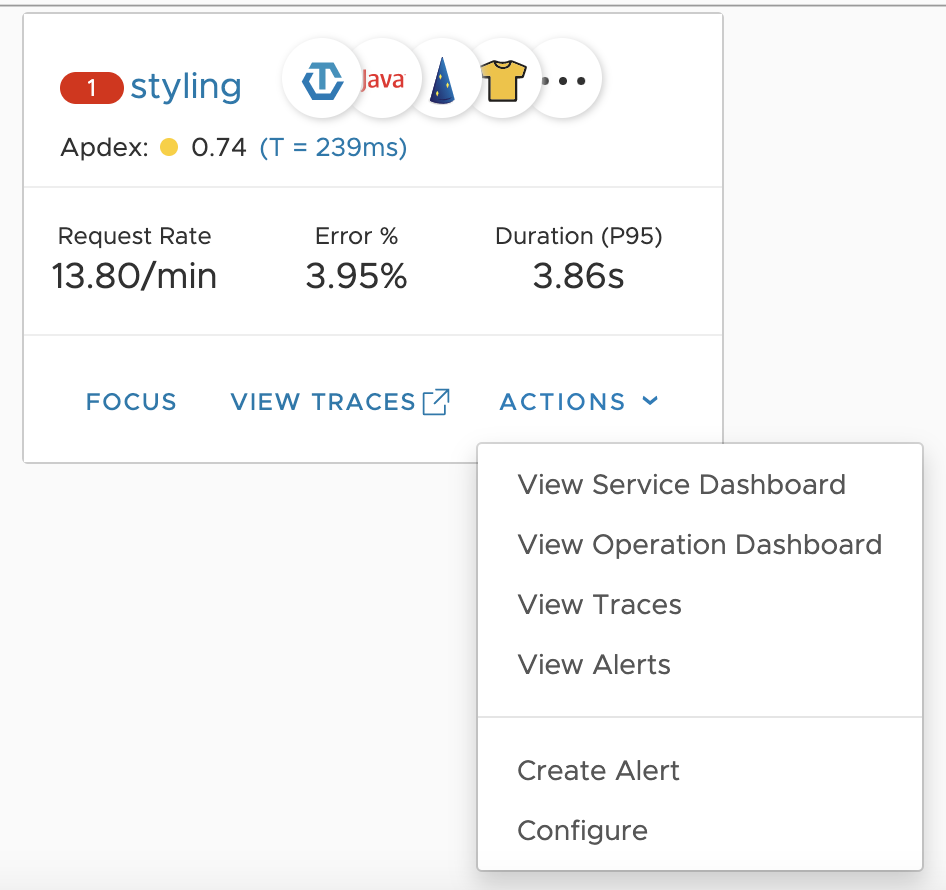 1 styling Java
Apdex: 0.74 (T = 239ms)
Request Rate Error % Duration (P95)
13.80/min 3.95% 3.86s
FOCUS VIEW TRACES ACTIONS
View Service Dashboard
View Operation Dashboard
View Traces
View Alerts
Create Alert
Configure